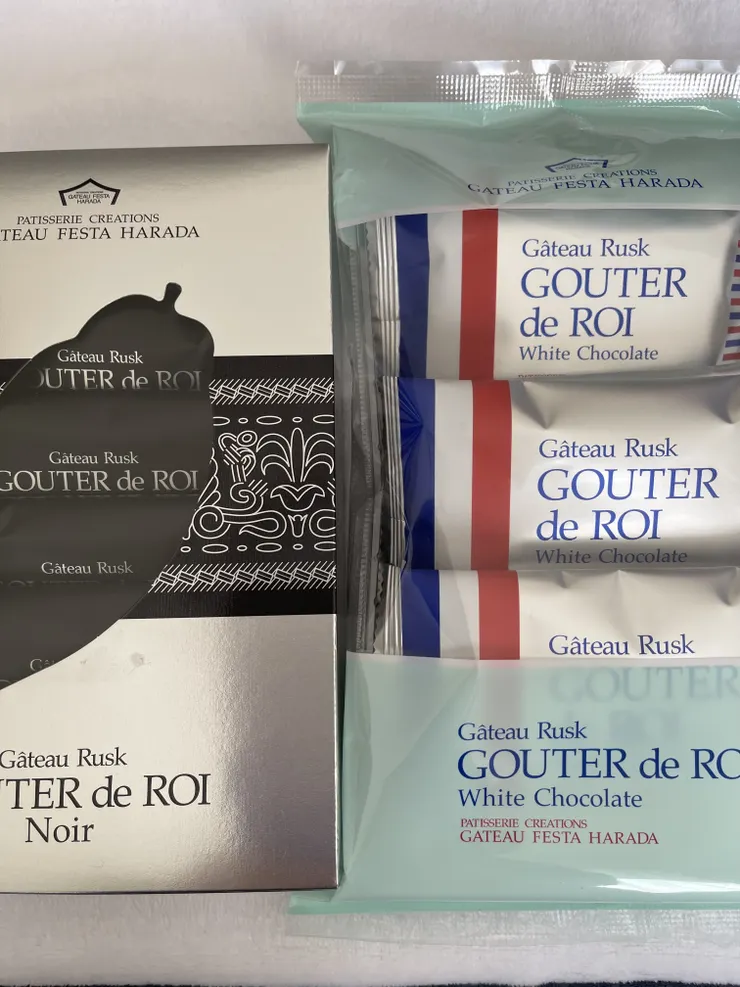 GATEAU FESTA
HARADA
PATISSERIE CREATIONS
TEAU FESTA HARADA
Gâteau Rusk
OUTER de ROI
Gâteau Rusk
GOUTER de ROI
Gâteau Rusk
Gâteau Rusk
TER de ROI
Noir
PATISSERIE CREATIONS
GATEAU FESTA HARADA
Gâteau Rusk
GOUTER
de ROI
White Chocolate
Gâteau Rusk
GOUTER
de ROI
White Chocolate
Gâteau Rusk
GOUTER
Gâteau Rusk
GOUTER de RO
White Chocolate
PATISSERIE CREATIONS
GATEAU FESTA HARADA